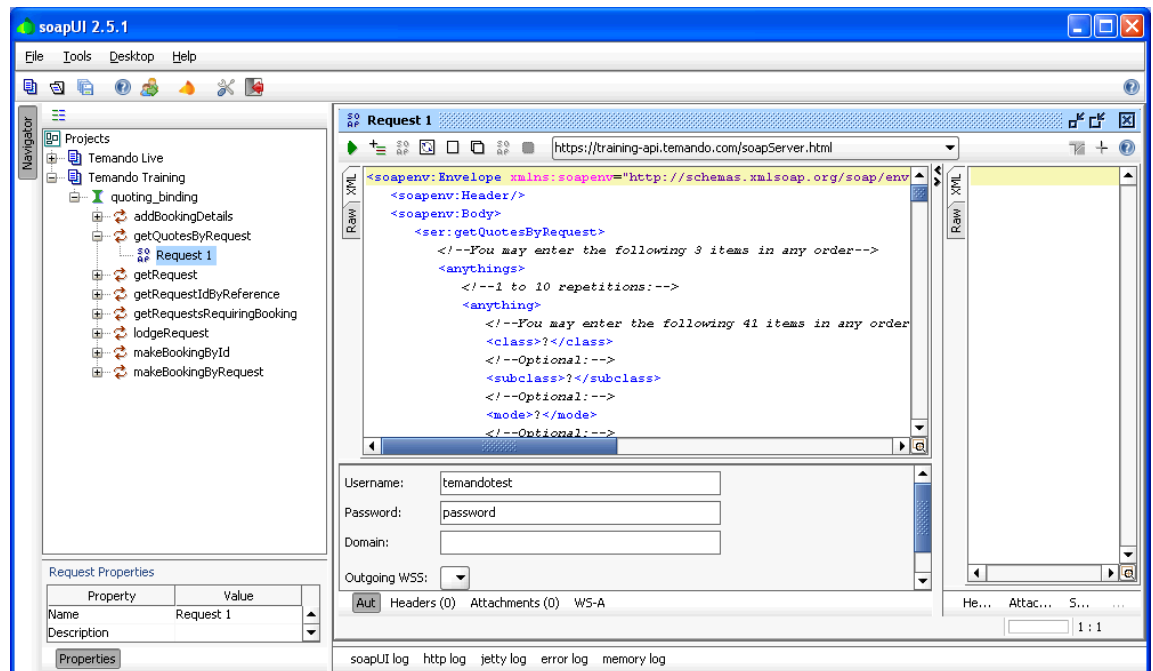 soapUI 2.5.1
File Tools Desktop Help
Navigator
Projects
Temando Live
Temando Training
quoting_binding
addBookingDetails
getQuotesByRequest
Request 1
getRequest
getRequestIdByReference
getRequestsRequiringBooking
lodgeRequest
makeBookingById
makeBookingByRequest
Request Properties
Property Value
Name Request 1
Description
Properties
Request 1
https://training-api.temando.com/soapServer.html
XML
Raw
<soapenv:Envelope xmlns:soapenv="http://schemas.xmlsoap.org/soap/env
<soapenv:Header/>
<soapenv:Body>
<ser:getQuotesByRequest>
<!--You may enter the following 3 items in any order-->
<anythings>
<!--1 to 10 repetitions:-->
<anything>
<!--You may enter the following 41 items in any order
<class>?</class>
<!--Optional:-->
<subclass>?</subclass>
<!--Optional:-->
<mode>?</mode>
<!--Optional:-->
XML
Raw
Username: temandotest
Password: password
Domain:
Outgoing WSS:
Aut Headers (0) Attachments (0) WS-A
He... Attac... S... ...
1 : 1
soapUI log http log jetty log error log memory log